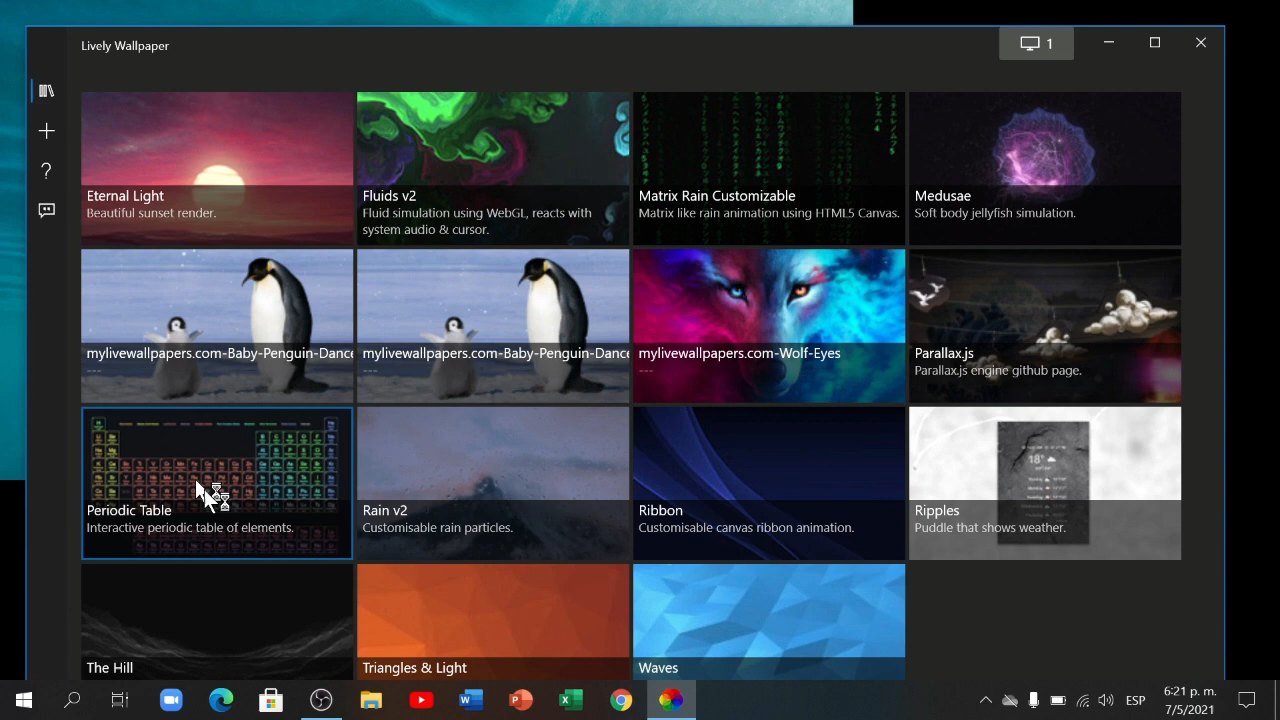 Lively Wallpaper
1
Eternal Light
Beautiful sunset render.
Fluids v2
Fluid simulation using WebGL, reacts with
system audio & cursor.
Matrix Rain Customizable
Matrix like rain animation using HTML5 Canvas.
Medusae
Soft body jellyfish simulation.
mylivewallpapers.com-Baby-Penguin-Dance
---
mylivewallpapers.com-Baby-Penguin-Dance
---
mylivewallpapers.com-Wolf-Eyes
---
Parallax.js
Parallax.js engine github page.
Periodic Table
Interactive periodic table of elements.
Rain v2
Customisable rain particles.
Ribbon
Customisable canvas ribbon animation.
18°
Ripples
Puddle that shows weather.
The Hill
Triangles & Light
Waves
ESP
6:21 p. m.
7/5/2021